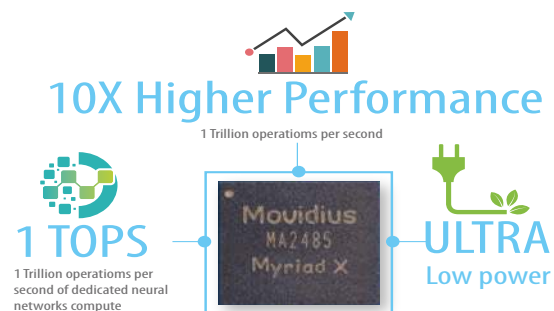 10X Higher Performance
1 Trillion operatioms per second
Movidius
MA2485
Myriad X
1 TOPS
1 Trillion operatioms per
second of dedicated neural
networks compute
ULTRA
Low power